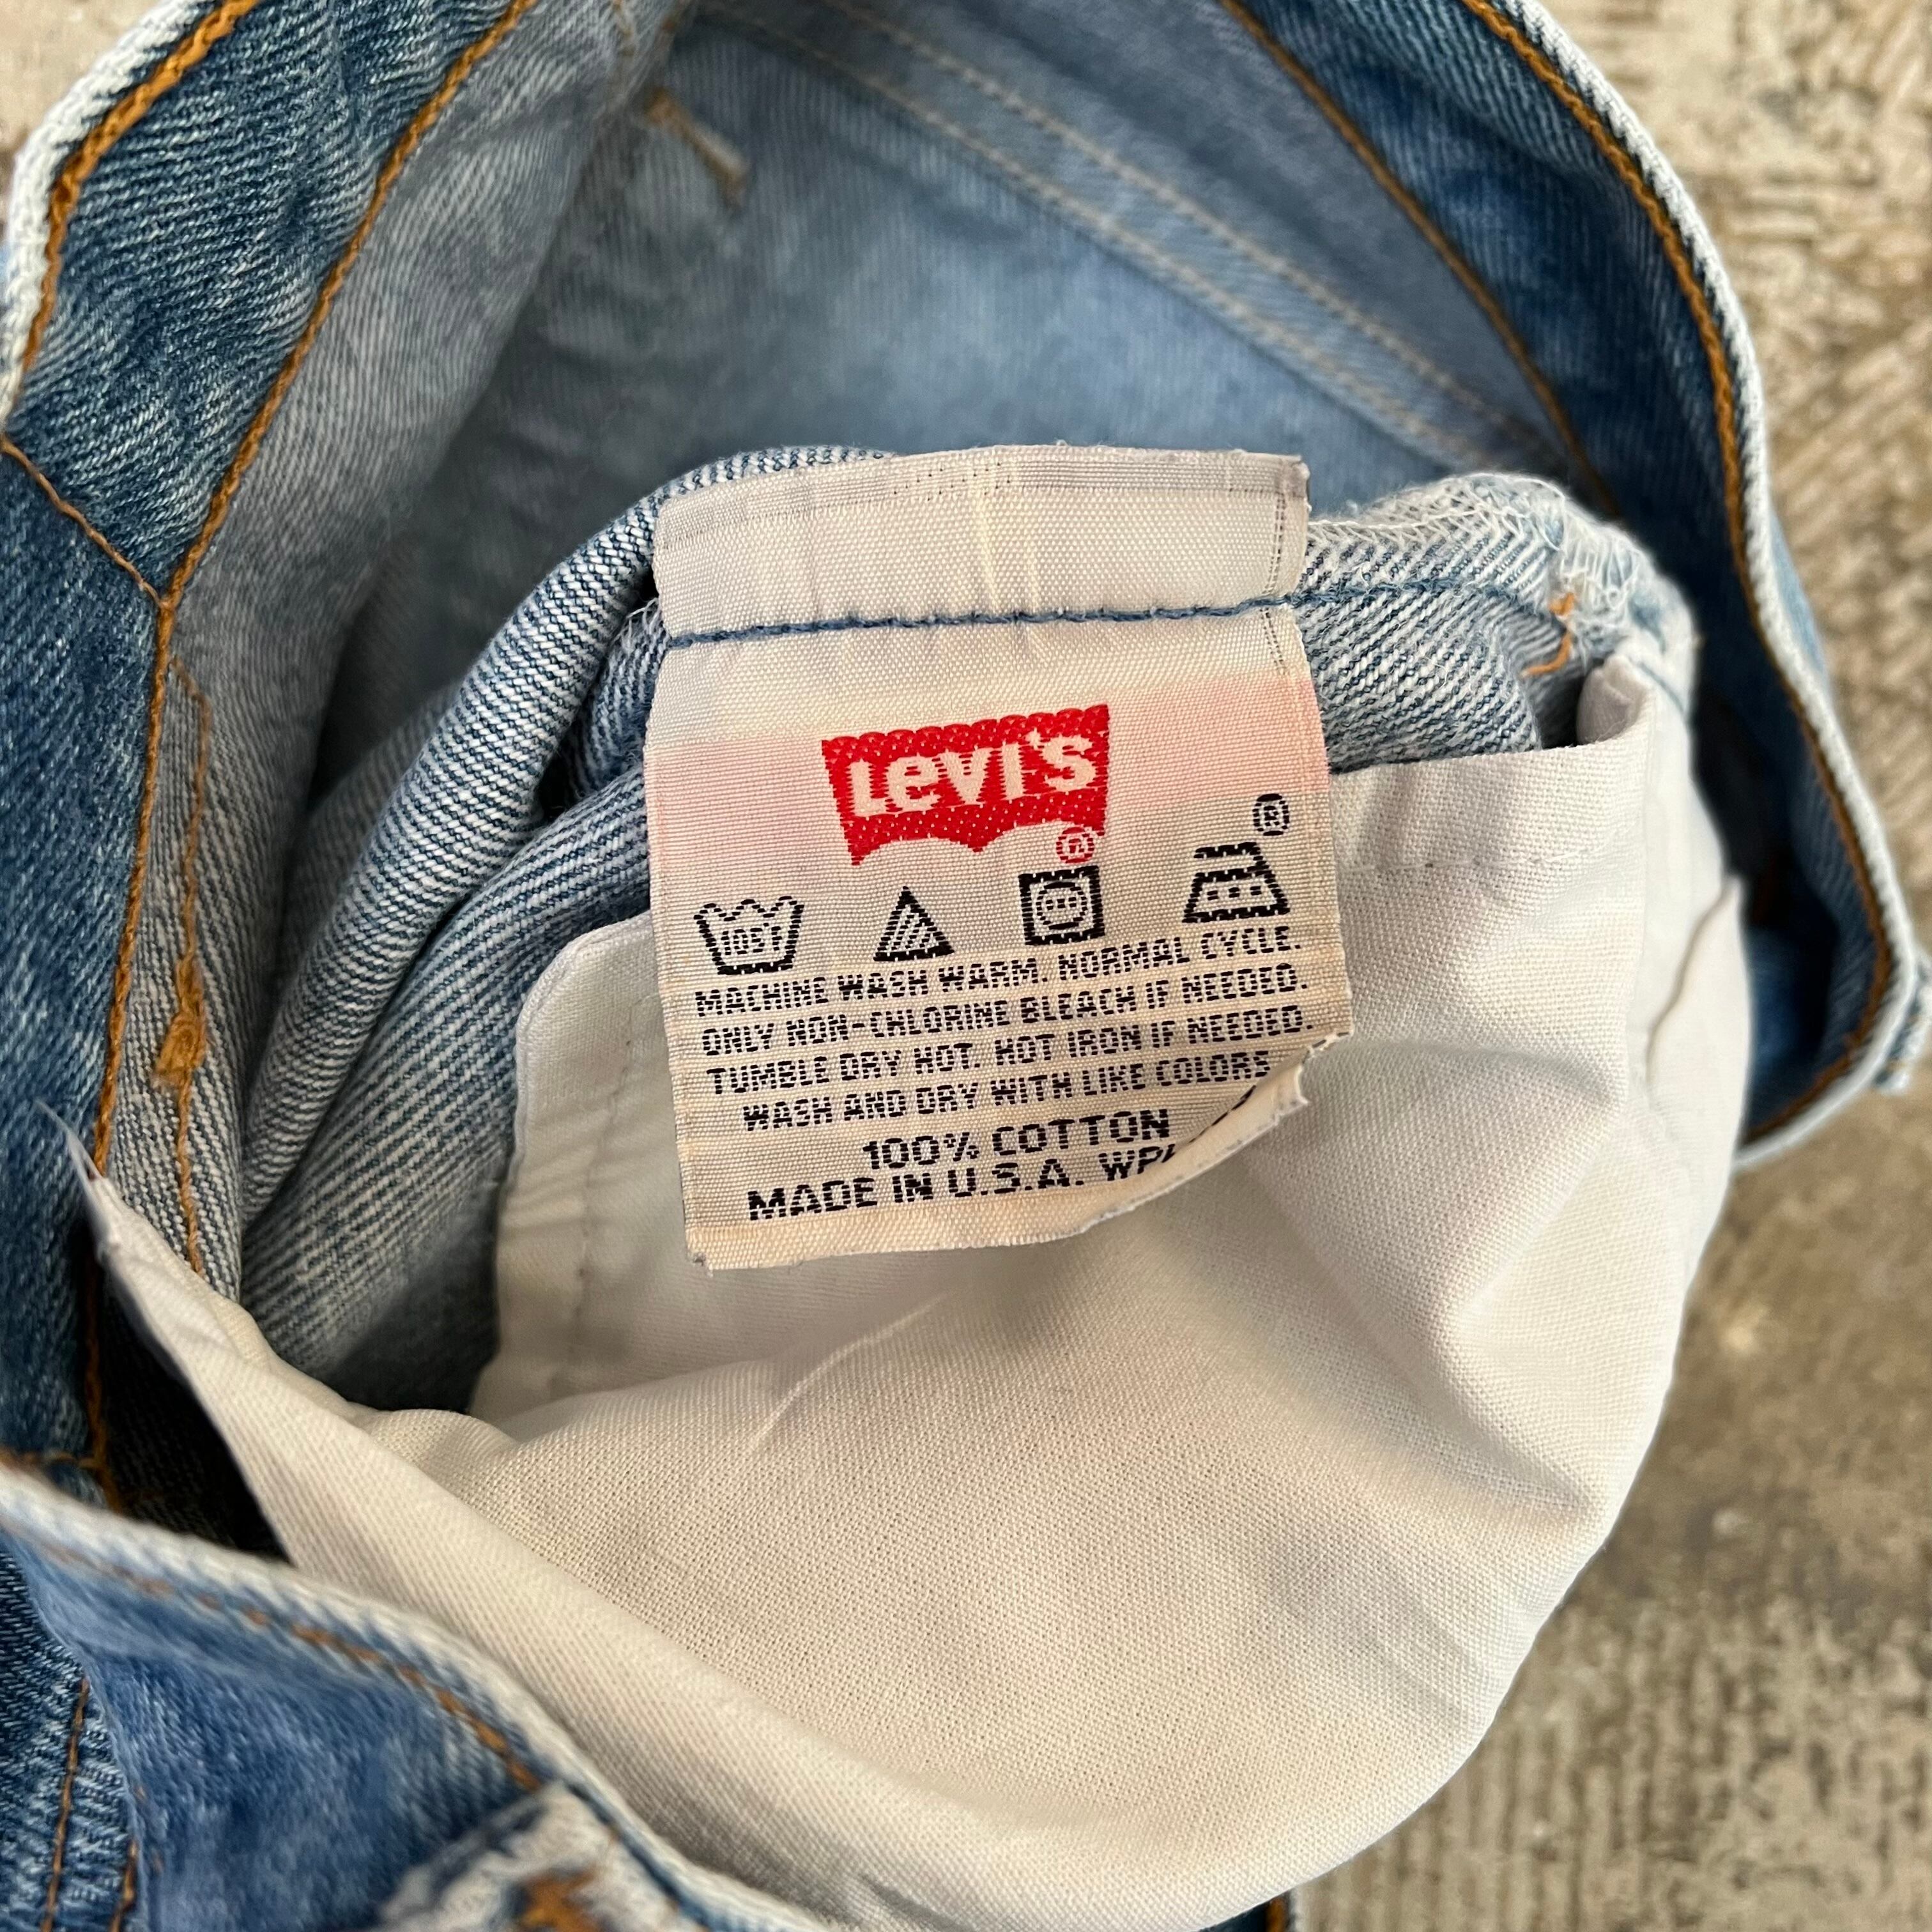 LEVI'S
®
®
105F
MACHINE WASH WARM. NORMAL CYCLE.
ONLY NON-CHLORINE BLEACH IF NEEDED.
TUMBLE DRY HOT. HOT IRON IF NEEDED.
WASH AND DRY WITH LIKE COLORS
100% COTTON
MADE IN U.S.A.